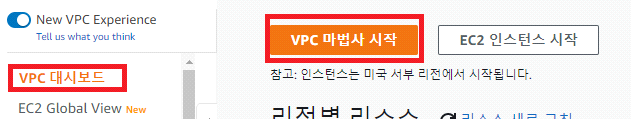 New VPC Experience
Tell us what you think
VPC 대시보드
EC2 Global View New
VPC 마법사 시작
EC2 인스턴스 시작
참고: 인스턴스는 미국 서부 리전에서 시작됩니다.
리전별 리소스
리소스 새로 고침